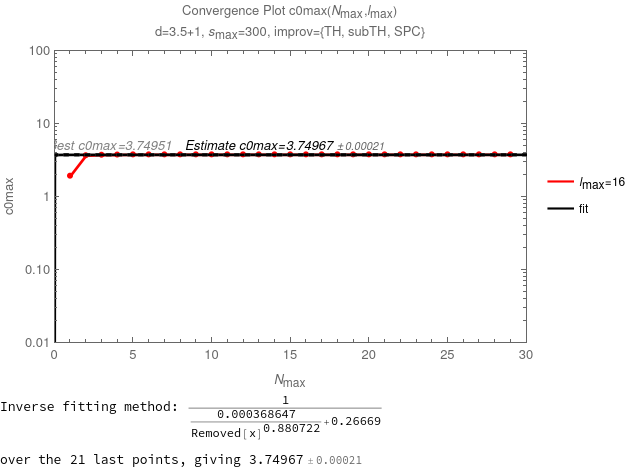 Convergence Plot c0max(Nmax,lmax)
d=3.5+1, smax=300, improv={TH, subTH, SPC}
100
10
1
0.10
0.01
c0max
est c0max=3.74951
Estimate c0max=3.74967 ±0.00021
0 5 10 15 20 25 30
Nmax
lmax=16
fit
Inverse fitting method:
1
0.000368647
Removed[x]^0.880722 +0.26669
over the 21 last points, giving 3.74967 ±0.00021